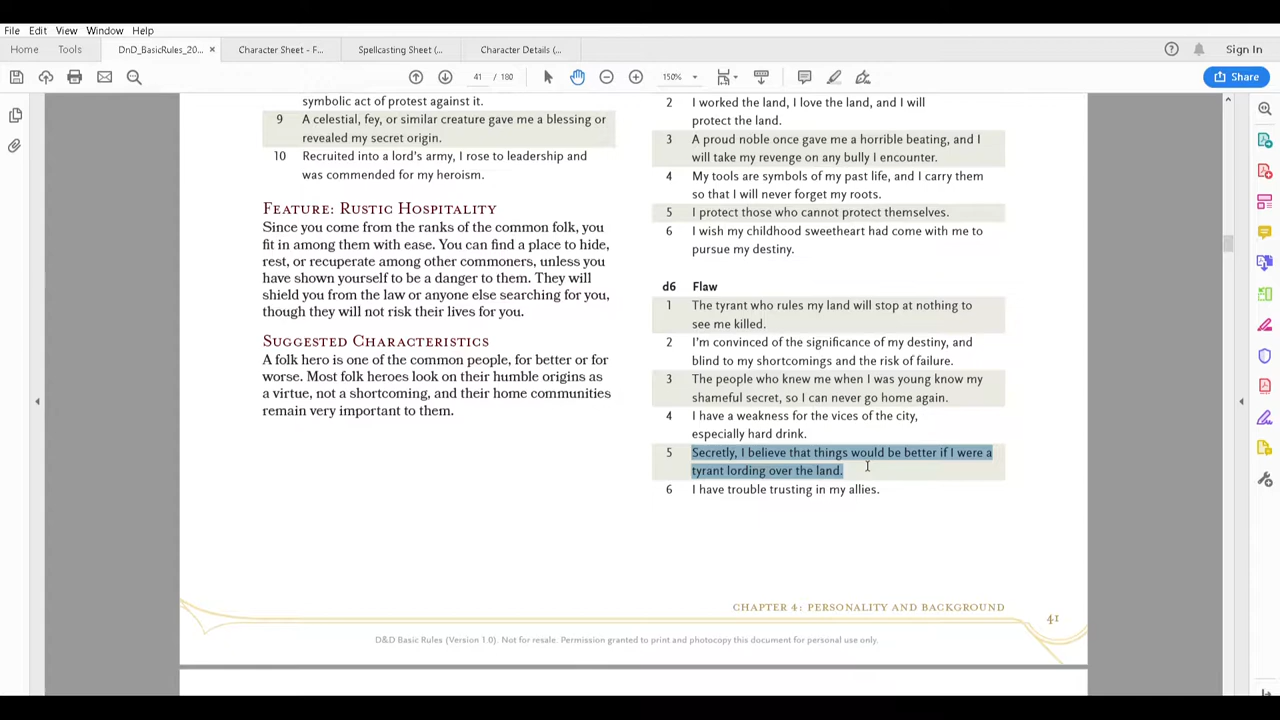 File Edit View Window Help
Home Tools DnD_BasicRules_20... × Character Sheet - F... Spellcasting Sheet (... Character Details (... Sign In
41 / 180 150% Share
symbolic act of protest against it.
9 A celestial, fey, or similar creature gave me a blessing or
revealed my secret origin.
10 Recruited into a lord's army, I rose to leadership and
was commended for my heroism.
Feature: Rustic Hospitality
Since you come from the ranks of the common folk, you
fit in among them with ease. You can find a place to hide,
rest, or recuperate among other commoners, unless you
have shown yourself to be a danger to them. They will
shield you from the law or anyone else searching for you,
though they will not risk their lives for you.
Suggested Characteristics
A folk hero is one of the common people, for better or for
worse. Most folk heroes look on their humble origins as
a virtue, not a shortcoming, and their home communities
remain very important to them.
2 I worked the land, I love the land, and I will
protect the land.
3 A proud noble once gave me a horrible beating, and I
will take my revenge on any bully I encounter.
4 My tools are symbols of my past life, and I carry them
so that I will never forget my roots.
5 I protect those who cannot protect themselves.
6 I wish my childhood sweetheart had come with me to
pursue my destiny.
d6 Flaw
1 The tyrant who rules my land will stop at nothing to
see me killed.
2 I'm convinced of the significance of my destiny, and
blind to my shortcomings and the risk of failure.
3 The people who knew me when I was young know my
shameful secret, so I can never go home again.
4 I have a weakness for the vices of the city,
especially hard drink.
5 Secretly, I believe that things would be better if I were a
tyrant lording over the land.
6 I have trouble trusting in my allies.
CHAPTER 4: PERSONALITY AND BACKGROUND
41
D&D Basic Rules (Version 1.0). Not for resale. Permission granted to print and photocopy this document for personal use only.